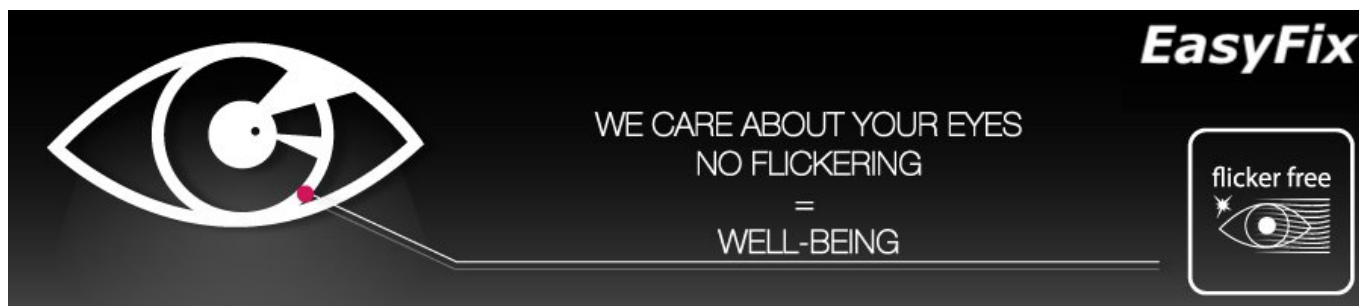 EasyFix
WE CARE ABOUT YOUR EYES
NO FLICKERING
=
WELL-BEING
flicker free